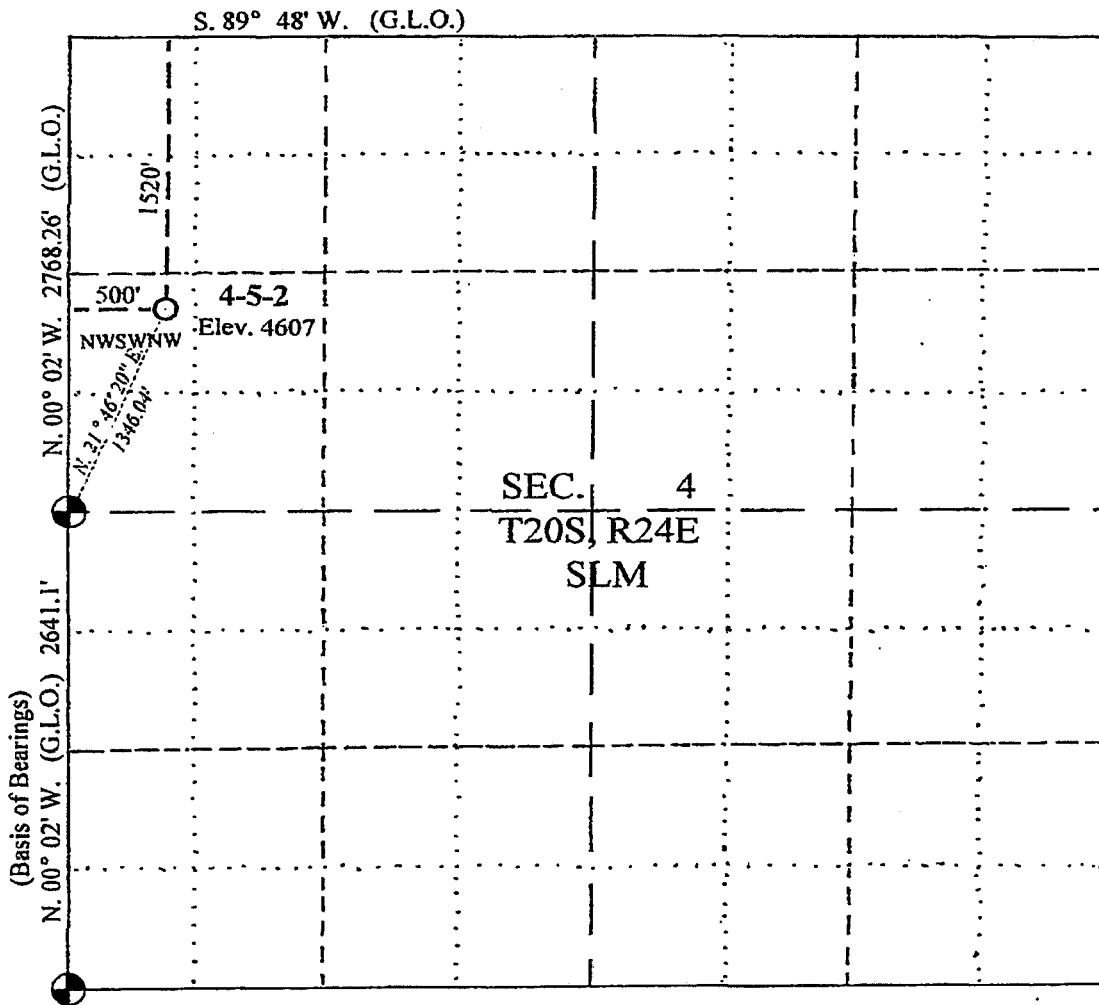 S. 89° 48' W. (G.L.O.)
N. 00° 02' W. 2768.26' (G.L.O.)
1520'
500'
4-5-2
Elev. 4607
NWSWNW
N. 21° 46' 20" E.
1346.04'
SEC. 4
T20S, R24E
SLM
(Basis of Bearings)
N. 00° 02' W. (G.L.O.) 2641.1'